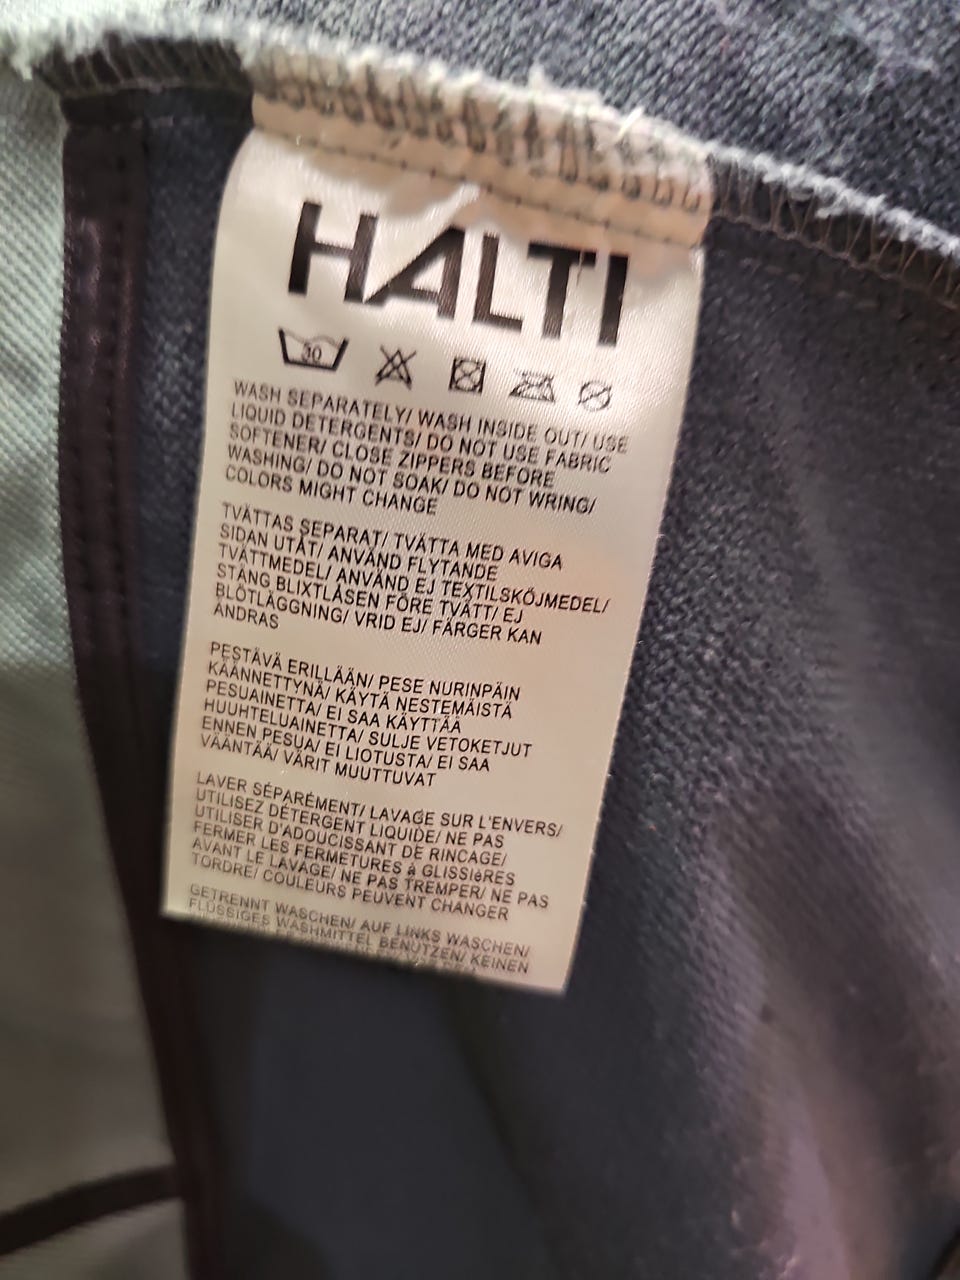 HALTI
30
WASH SEPARATELY/ WASH INSIDE OUT/ USE
LIQUID DETERGENTS/ DO NOT USE FABRIC
SOFTENER/ CLOSE ZIPPERS BEFORE
WASHING/ DO NOT SOAK/ DO NOT WRING/
COLORS MIGHT CHANGE
TVÄTTAS SEPARAT/ TVÄTTA MED AVIGA
SIDAN UTÅT/ ANVÄND FLYTANDE
TVÄTTMEDEL/ ANVÄND EJ TEXTILSKÖJMEDEL/
STÄNG BLIXTLÅSEN FÖRE TVÄTT/ EJ
BLÖTLÄGGNING/ VRID EJ/ FÄRGER KAN
ÄNDRAS
PESTÄVÄ ERILLÄÄN/ PESE NURINPÄIN
KÄÄNNETTYNÄ/ KÄYTÄ NESTEMÄISTÄ
PESUAINETTA/ EI SAA KÄYTTÄÄ
HUUHTELUAINETTA/ SULJE VETOKETJUT
ENNEN PESUA/ EI LIOTUSTA/ EI SAA
VÄÄNTÄÄ/ VÄRIT MUUTTUVAT
LAVER SÉPARÉMENT/ LAVAGE SUR L'ENVERS/
UTILISEZ DÉTERGENT LIQUIDE/ NE PAS
UTILISER D'ADOUCISSANT DE RINCAGE/
FERMER LES FERMETURES à GLISSIèRES
AVANT LE LAVAGE/ NE PAS TREMPER/ NE PAS
TORDRE/ COULEURS PEUVENT CHANGER
GETRENNT WASCHEN/ AUF LINKS WASCHEN/
FLÜSSIGES WASHMITTEL BENUTZEN/ KEINEN